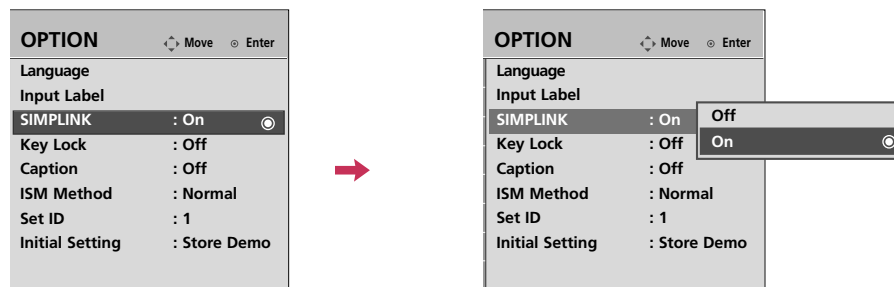 OPTION Move Enter
Language
Input Label
SIMPLINK : On
Key Lock : Off
Caption : Off
ISM Method : Normal
Set ID : 1
Initial Setting : Store Demo
OPTION Move Enter
Language
Input Label
SIMPLINK : On
Key Lock : Off
Caption : Off
ISM Method : Normal
Set ID : 1
Initial Setting : Store Demo
Off
On